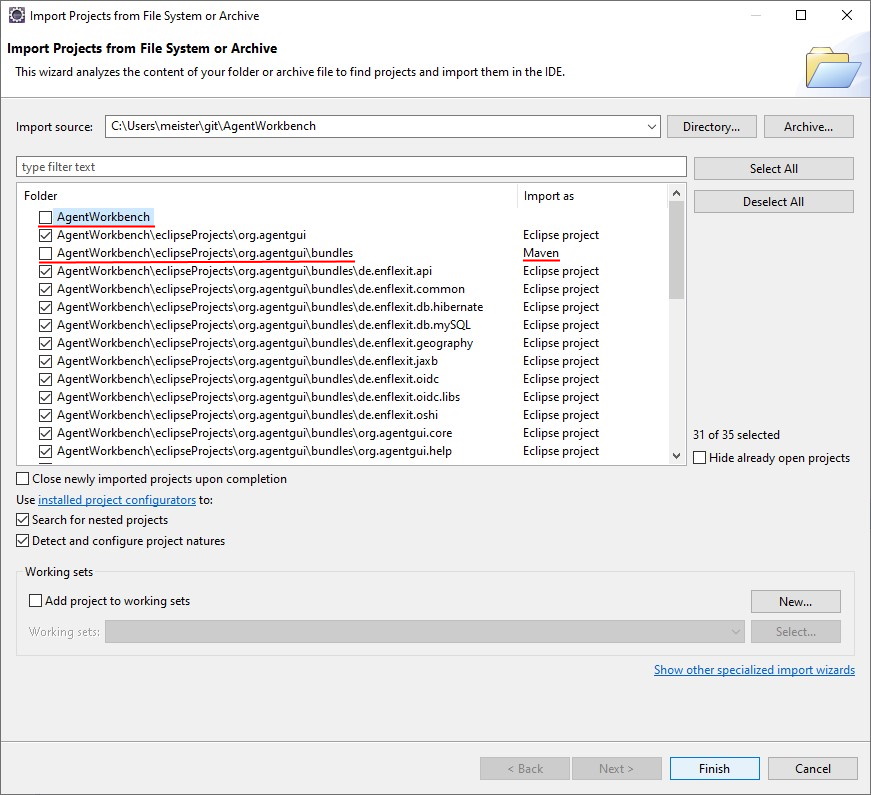 Import Projects from File System or Archive
Import Projects from File System or Archive
This wizard analyzes the content of your folder or archive file to find projects and import them in the IDE.
Import source: C:\Users\meister\git\AgentWorkbench Directory... Archive...
type filter text Select All
Folder Import as Deselect All
AgentWorkbench
AgentWorkbench\eclipseProjects\org.agentgui Eclipse project
AgentWorkbench\eclipseProjects\org.agentgui\bundles Maven
AgentWorkbench\eclipseProjects\org.agentgui\bundles\de.enflexit.api Eclipse project
AgentWorkbench\eclipseProjects\org.agentgui\bundles\de.enflexit.common Eclipse project
AgentWorkbench\eclipseProjects\org.agentgui\bundles\de.enflexit.db.hibernate Eclipse project
AgentWorkbench\eclipseProjects\org.agentgui\bundles\de.enflexit.db.mySQL Eclipse project
AgentWorkbench\eclipseProjects\org.agentgui\bundles\de.enflexit.geography Eclipse project
AgentWorkbench\eclipseProjects\org.agentgui\bundles\de.enflexit.jaxb Eclipse project
AgentWorkbench\eclipseProjects\org.agentgui\bundles\de.enflexit.oidc Eclipse project
AgentWorkbench\eclipseProjects\org.agentgui\bundles\de.enflexit.oidc.libs Eclipse project
AgentWorkbench\eclipseProjects\org.agentgui\bundles\de.enflexit.oshi Eclipse project
AgentWorkbench\eclipseProjects\org.agentgui\bundles\org.agentgui.core Eclipse project
AgentWorkbench\eclipseProjects\org.agentgui\bundles\org.agentgui.help Eclipse project
31 of 35 selected
Hide already open projects
Close newly imported projects upon completion
Use installed project configurators to:
Search for nested projects
Detect and configure project natures
Working sets
Add project to working sets New...
Working sets: Select...
Show other specialized import wizards
< Back Next > Finish Cancel